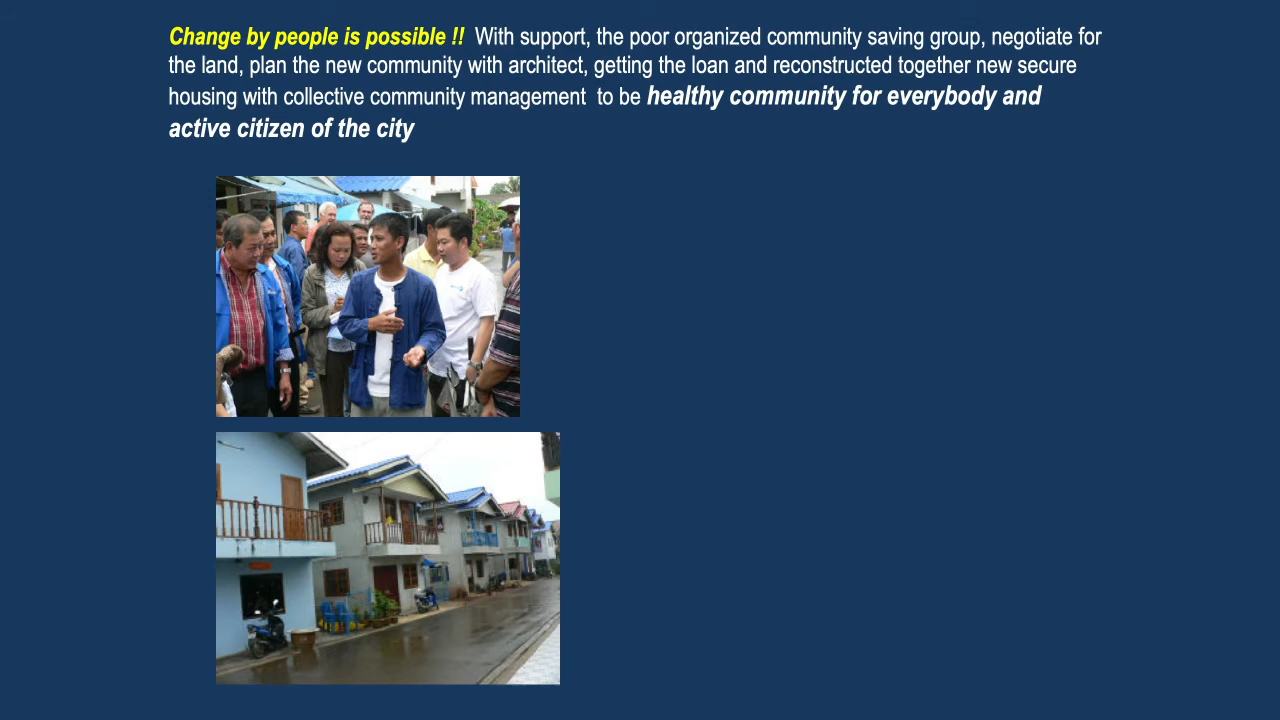 Change by people is possible !! With support, the poor organized community saving group, negotiate for
the land, plan the new community with architect, getting the loan and reconstructed together new secure
housing with collective community management to be healthy community for everybody and
active citizen of the city